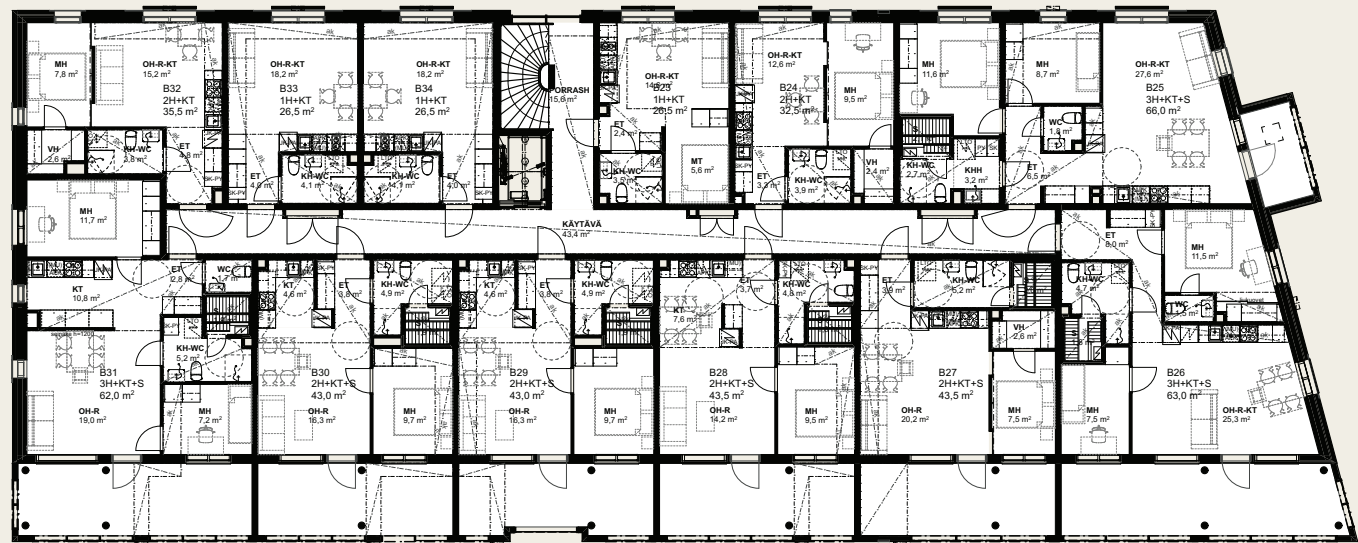 MH
7,8 m²
OH-R-KT
15,2 m²
B32
2H+KT
35,5 m²
VH
2,6 m²
KH-WC
3,8 m²
ET
4,8 m²
OH-R-KT
18,2 m²
B33
1H+KT
26,5 m²
ET
4,0 m²
KH-WC
4,1 m²
OH-R-KT
18,2 m²
B34
1H+KT
26,5 m²
KH-WC
4,1 m²
ET
4,0 m²
PORRASH
15,6 m²
OH-R-KT
B23
1H+KT
26,5 m²
ET
2,4 m²
MT
5,6 m²
OH-R-KT
12,6 m²
B24
2H+KT
32,5 m²
MH
9,5 m²
ET
3,3 m²
KH-WC
3,9 m²
VH
2,4 m²
MH
11,6 m²
MH
8,7 m²
OH-R-KT
27,6 m²
B25
3H+KT+S
66,0 m²
WC
1,8 m²
KH-WC
2,7 m²
KHH
3,2 m²
ET
6,5 m²
MH
11,7 m²
KÄYTÄVÄ
43,4 m²
ET
8,0 m²
MH
11,5 m²
KT
10,8 m²
ET
2,8 m²
WC
1,7 m²
KH-WC
5,2 m²
B31
3H+KT+S
62,0 m²
OH-R
19,0 m²
MH
7,2 m²
KT
4,6 m²
ET
3,8 m²
KH-WC
4,9 m²
B30
2H+KT+S
43,0 m²
OH-R
16,3 m²
MH
9,7 m²
KT
4,6 m²
ET
3,8 m²
KH-WC
4,9 m²
B29
2H+KT+S
43,0 m²
OH-R
16,3 m²
MH
9,7 m²
KT
7,6 m²
ET
3,7 m²
KH-WC
4,8 m²
B28
2H+KT+S
43,5 m²
OH-R
14,2 m²
MH
9,5 m²
ET
3,9 m²
KH-WC
5,2 m²
VH
2,6 m²
B27
2H+KT+S
43,5 m²
OH-R
20,2 m²
MH
7,5 m²
KH-WC
4,7 m²
WC
B26
3H+KT+S
63,0 m²
MH
7,5 m²
OH-R-KT
25,3 m²